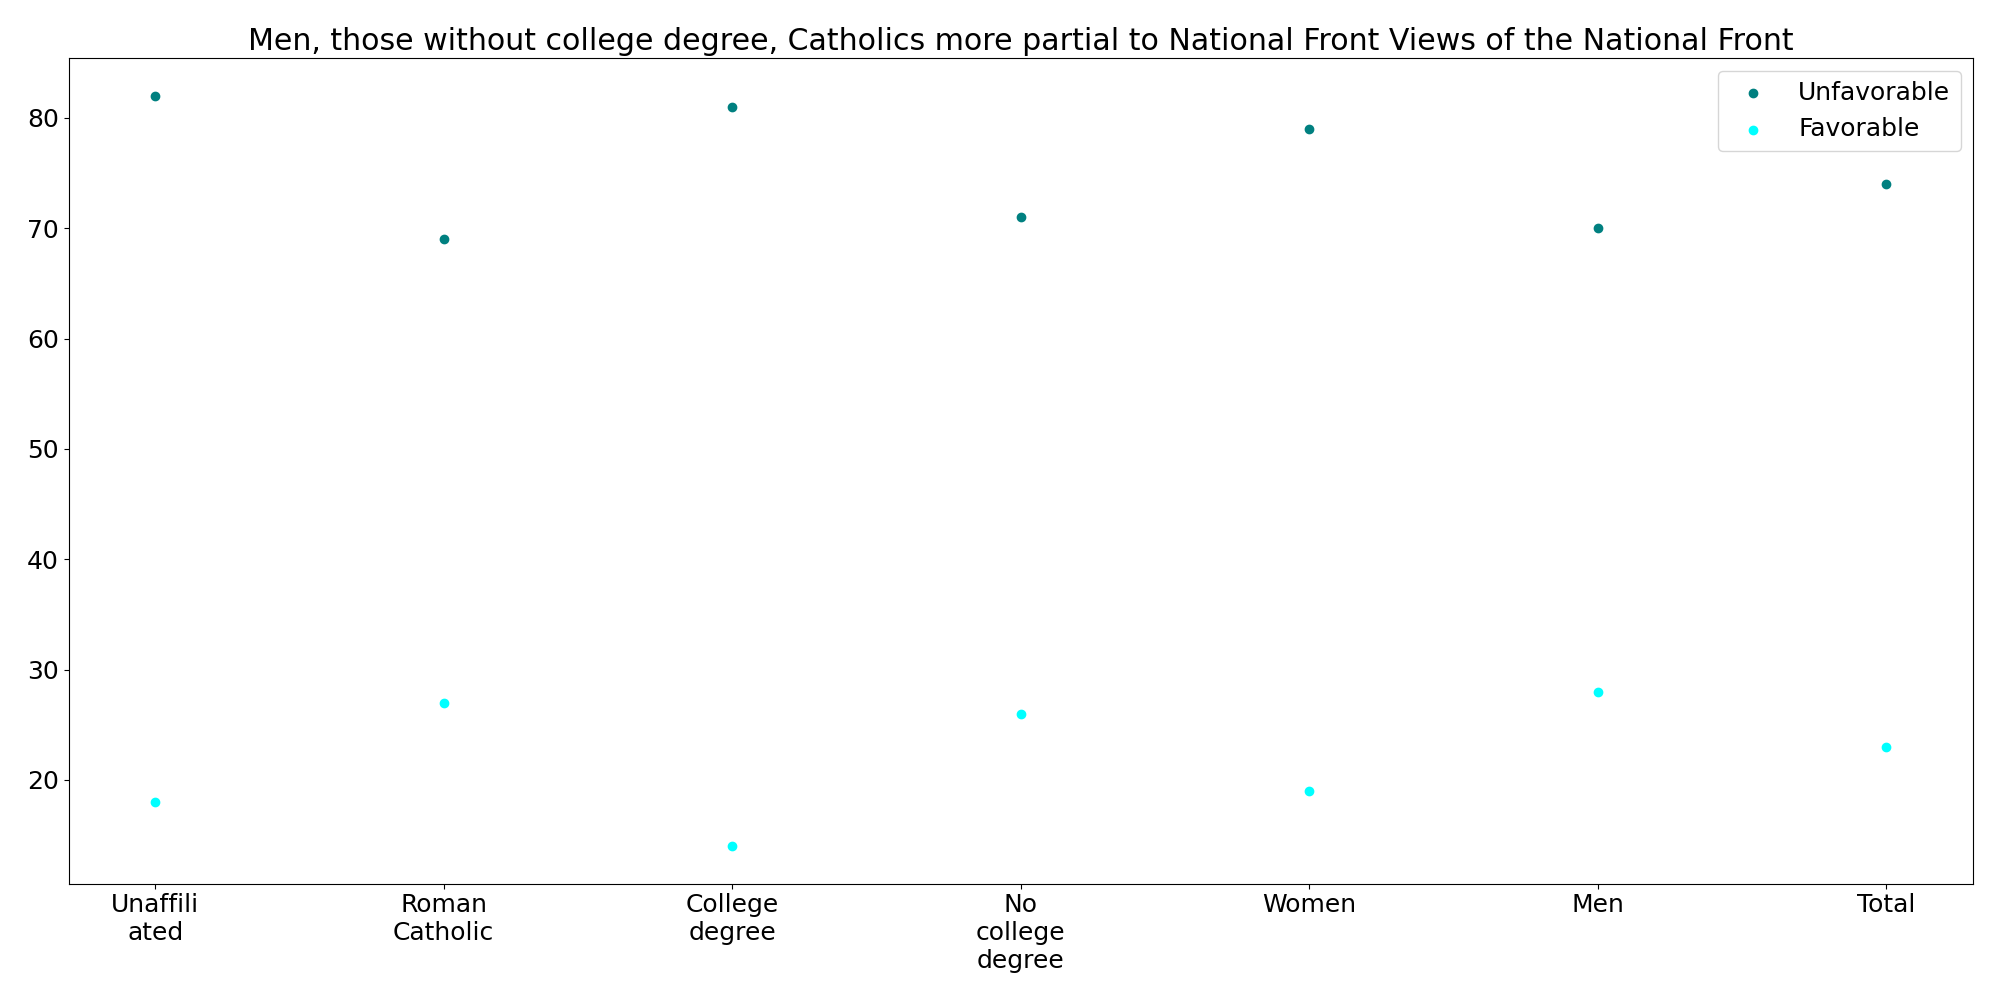 Men, those without college degree, Catholics more partial to National Front Views of the National Front
Unfavorable
Favorable
80
70
60
50
40
30
20
Unaffili
ated
Roman
Catholic
College
degree
No
college
degree
Women
Men
Total